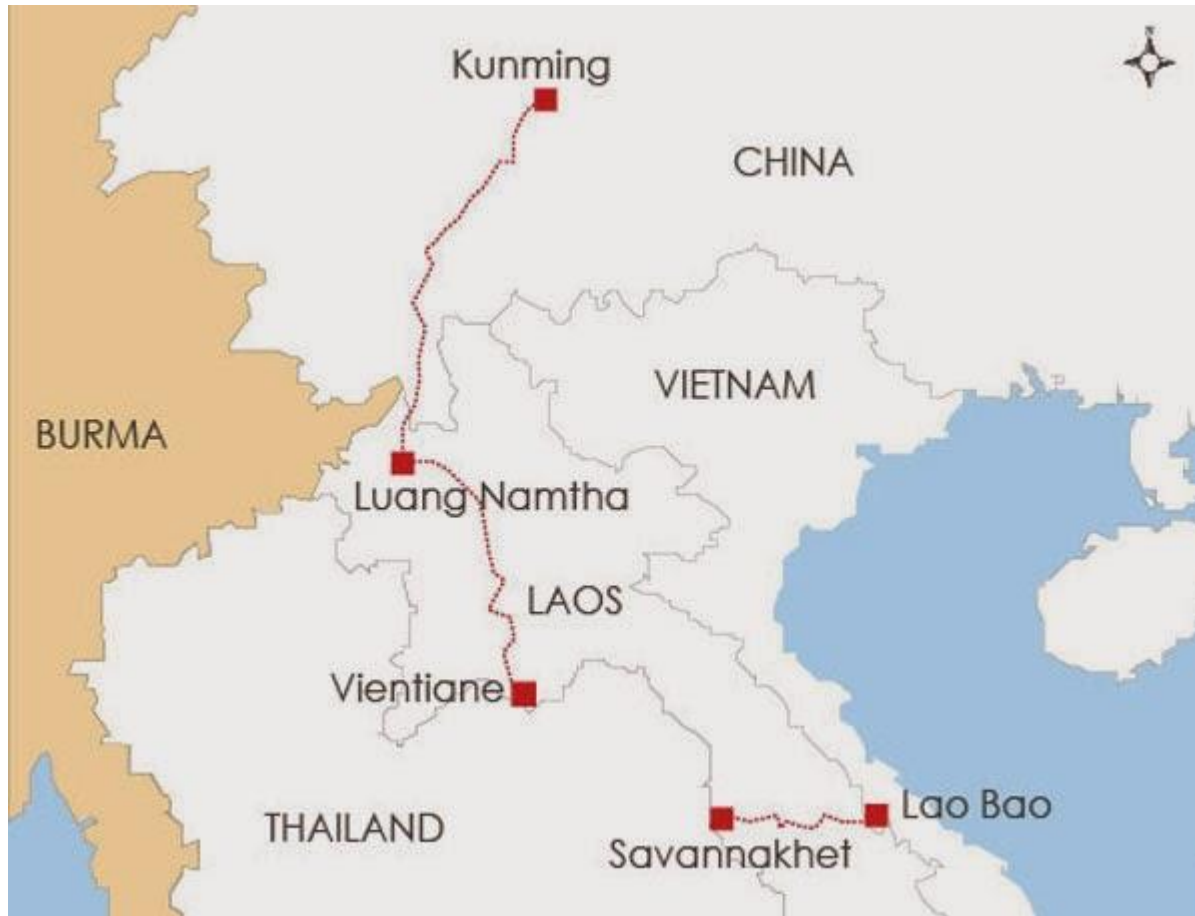 N
Kunming
CHINA
VIETNAM
BURMA
Luang Namtha
LAOS
Vientiane
Lao Bao
THAILAND
Savannakhet